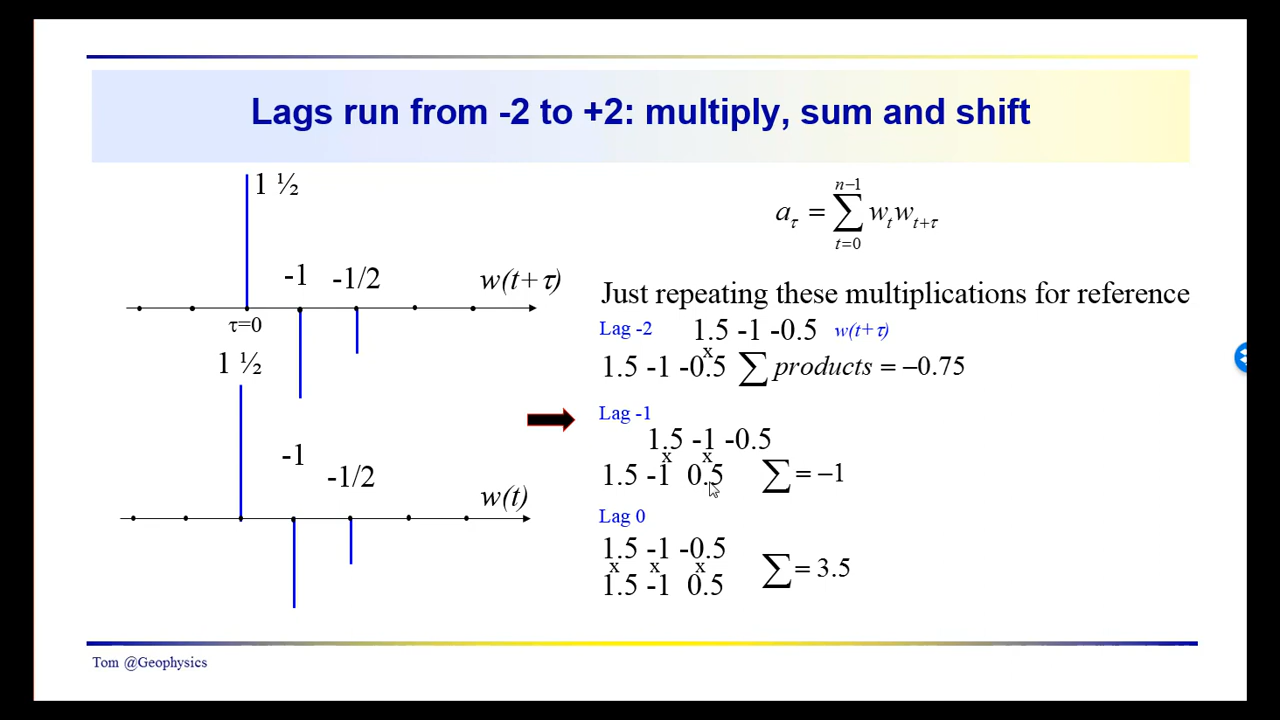 Lags run from -2 to +2: multiply, sum and shift
1 ½
-1
-1/2
w(t+τ)
τ=0
1 ½
-1
-1/2
w(t)
n−1
a_τ = ∑ w_t w_{t+τ}
t=0
Just repeating these multiplications for reference
Lag -2 1.5 -1 -0.5 w(t+τ)
x
1.5 -1 -0.5 ∑ products = −0.75
Lag -1
1.5 -1 -0.5
x x
1.5 -1 0.5 ∑ = −1
Lag 0
1.5 -1 -0.5
x x x
1.5 -1 0.5 ∑ = 3.5
Tom @Geophysics